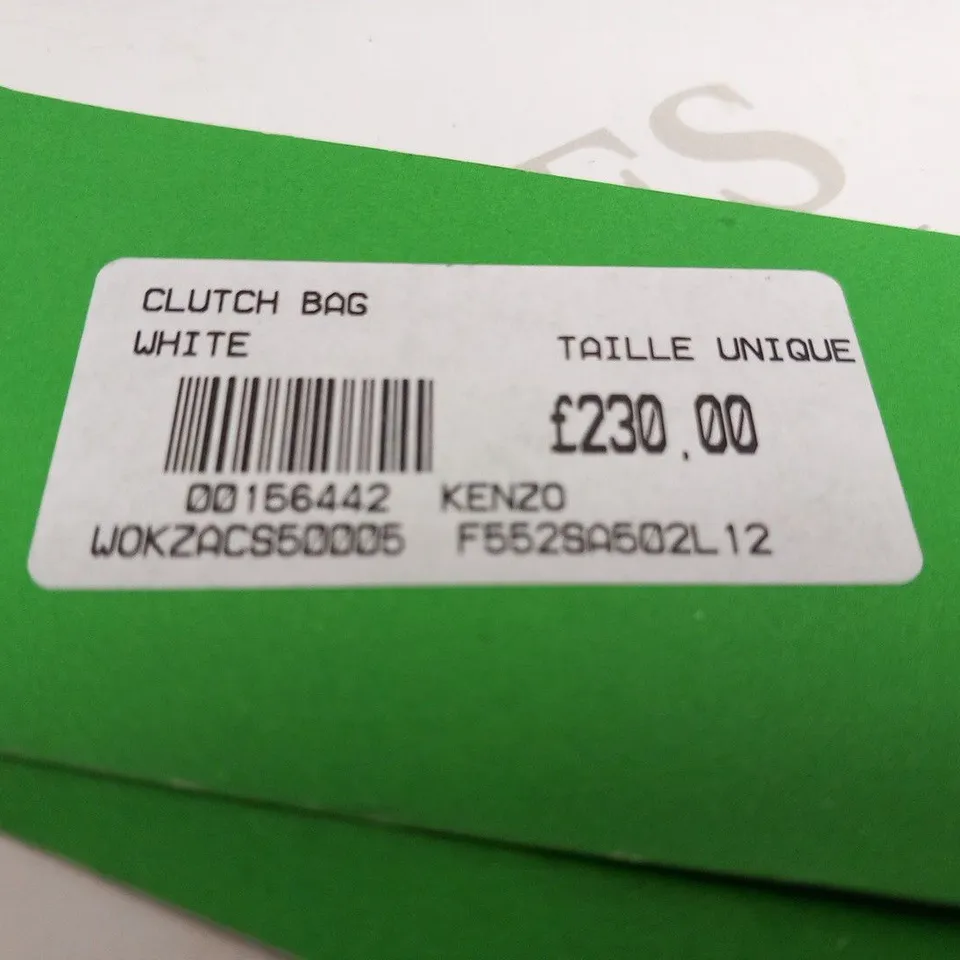 CLUTCH BAG
WHITE TAILLE UNIQUE
£230.00
00156442 KENZO
WOKZACS50005 F552SA502L12